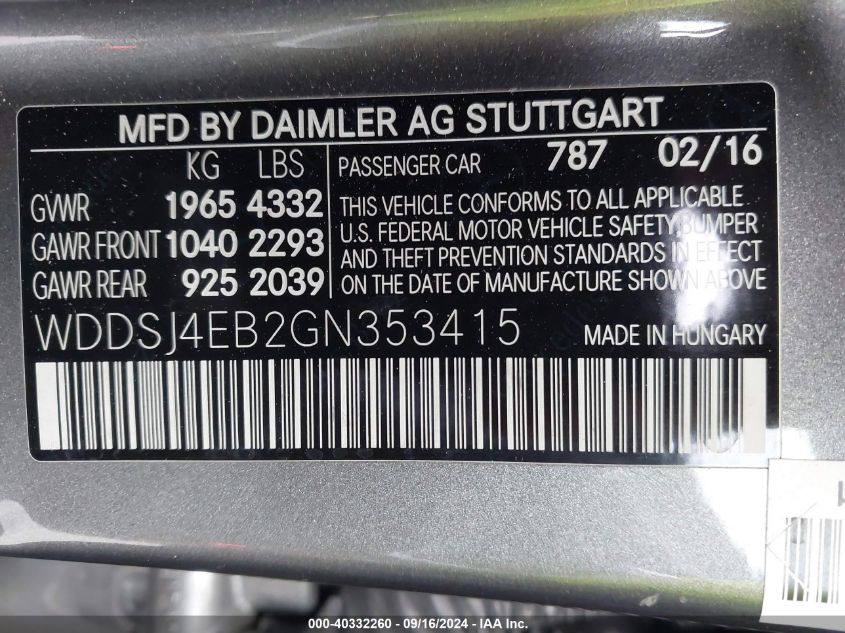 MFD BY DAIMLER AG STUTTGART
KG LBS
GVWR 1965 4332
GAWR FRONT 1040 2293
GAWR REAR 925 2039
PASSENGER CAR 787 02/16
THIS VEHICLE CONFORMS TO ALL APPLICABLE
U.S. FEDERAL MOTOR VEHICLE SAFETY, BUMPER
AND THEFT PREVENTION STANDARDS IN EFFECT
ON THE DATE OF MANUFACTURE SHOWN ABOVE
WDDSJ4EB2GN353415 MADE IN HUNGARY
000-40332260 - 09/16/2024 - IAA Inc.